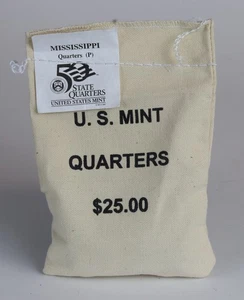 MISSISSIPPI
Quarters (P)
50
STATE
QUARTERS
UNITED STATES MINT
U. S. MINT
QUARTERS
$25.00